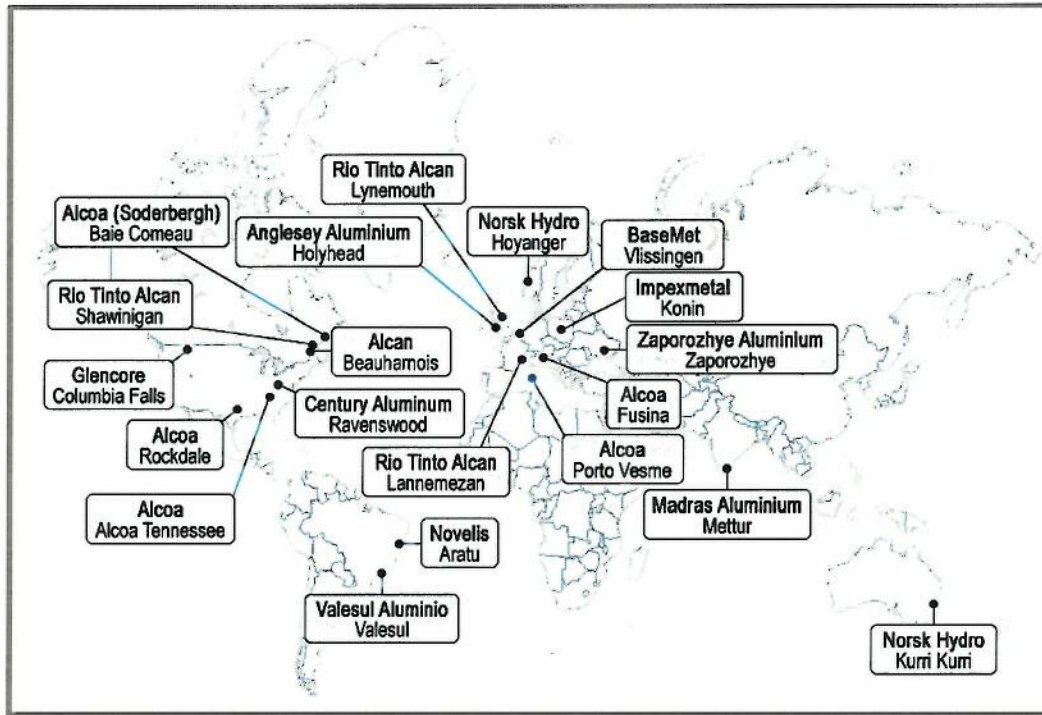 Rio Tinto Alcan
Lynemouth
Alcoa (Soderbergh)
Baie Comeau
Anglesey Aluminium
Holyhead
Norsk Hydro
Hoyanger
BaseMet
Vlissingen
Rio Tinto Alcan
Shawinigan
Impexmetal
Konin
Alcan
Beauharnois
Zaporozhye Aluminium
Zaporozhye
Glencore
Columbia Falls
Century Aluminum
Ravenswood
Alcoa
Fusina
Alcoa
Rockdale
Rio Tinto Alcan
Lannemezan
Alcoa
Porto Vesme
Madras Aluminium
Mettur
Alcoa
Alcoa Tennessee
Novelis
Aratu
Valesul Aluminio
Valesul
Norsk Hydro
Kurri Kurri